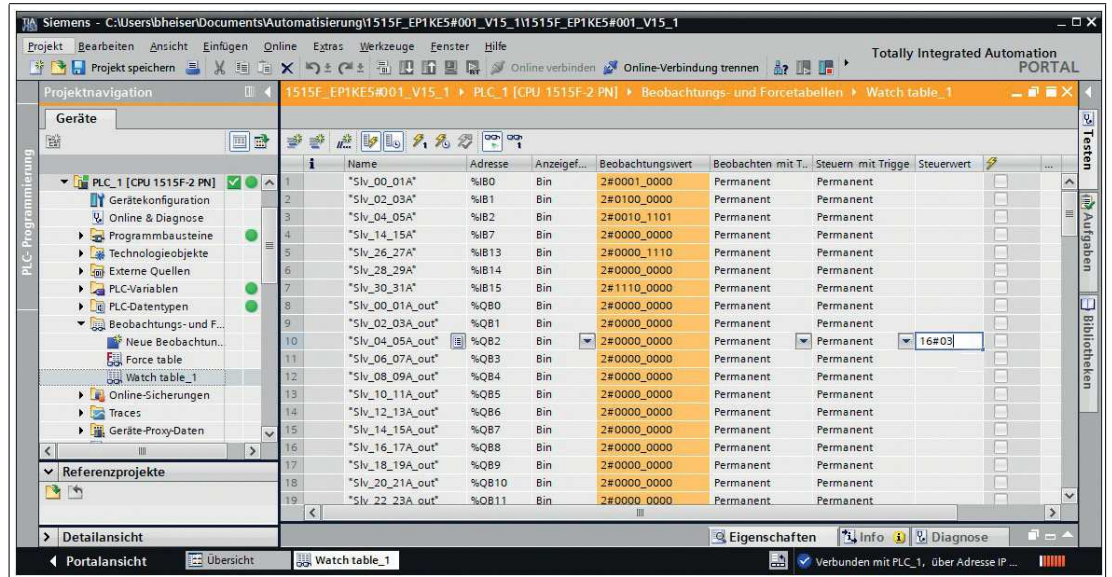 Siemens - C:\Users\bheiser\Documents\Automatisierung\1515F_EP1KE5#001_V15_1\1515F_EP1KE5#001_V15_1
Projekt Bearbeiten Ansicht Einfügen Online Extras Werkzeuge Fenster Hilfe
Totally Integrated Automation
PORTAL
Projekt speichern Online verbinden Online-Verbindung trennen
Projektnavigation
1515F_EP1KE5#001_V15_1 PLC_1 [CPU 1515F-2 PN] Beobachtungs- und Forcetabellen Watch table_1
Geräte
PLC-Programmierung
PLC_1 [CPU 1515F-2 PN]
Gerätekonfiguration
Online & Diagnose
Programmbausteine
Technologieobjekte
Externe Quellen
PLC-Variablen
PLC-Datentypen
Beobachtungs- und F...
Neue Beobachtun...
Force table
Watch table_1
Online-Sicherungen
Traces
Geräte-Proxy-Daten
Referenzprojekte
Detailansicht
i Name Adresse Anzeigef... Beobachtungswert Beobachten mit T.. Steuern mit Trigge Steuerwert ...
1 "Slv_00_01A" %IB0 Bin 2#0001_0000 Permanent Permanent
2 "Slv_02_03A" %IB1 Bin 2#0100_0000 Permanent Permanent
3 "Slv_04_05A" %IB2 Bin 2#0010_1101 Permanent Permanent
4 "Slv_14_15A" %IB7 Bin 2#0000_0000 Permanent Permanent
5 "Slv_26_27A" %IB13 Bin 2#0000_1110 Permanent Permanent
6 "Slv_28_29A" %IB14 Bin 2#0000_0000 Permanent Permanent
7 "Slv_30_31A" %IB15 Bin 2#1110_0000 Permanent Permanent
8 "Slv_00_01A_out" %QB0 Bin 2#0000_0000 Permanent Permanent
9 "Slv_02_03A_out" %QB1 Bin 2#0000_0000 Permanent Permanent
10 "Slv_04_05A_out" %QB2 Bin 2#0000_0000 Permanent Permanent 16#03
11 "Slv_06_07A_out" %QB3 Bin 2#0000_0000 Permanent Permanent
12 "Slv_08_09A_out" %QB4 Bin 2#0000_0000 Permanent Permanent
13 "Slv_10_11A_out" %QB5 Bin 2#0000_0000 Permanent Permanent
14 "Slv_12_13A_out" %QB6 Bin 2#0000_0000 Permanent Permanent
15 "Slv_14_15A_out" %QB7 Bin 2#0000_0000 Permanent Permanent
16 "Slv_16_17A_out" %QB8 Bin 2#0000_0000 Permanent Permanent
17 "Slv_18_19A_out" %QB9 Bin 2#0000_0000 Permanent Permanent
18 "Slv_20_21A_out" %QB10 Bin 2#0000_0000 Permanent Permanent
19 "Slv_22_23A_out" %QB11 Bin 2#0000_0000 Permanent Permanent
Testen
Aufgaben
Bibliotheken
Eigenschaften Info Diagnose
Portalansicht Übersicht Watch table_1 Verbunden mit PLC_1, über Adresse IP ...